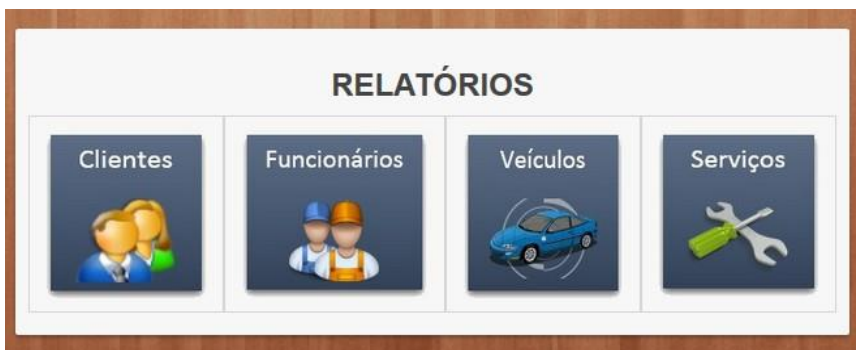 RELATÓRIOS
Clientes
Funcionários
Veículos
Serviços